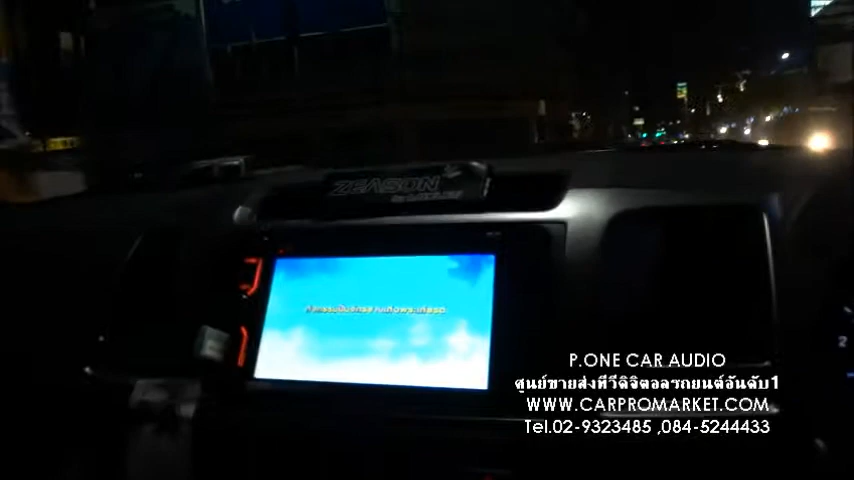 ZEASON
P.ONE CAR AUDIO
ศูนย์ขายส่งทีวีดิจิตอลรถยนต์อันดับ1
WWW.CARPROMARKET.COM
Tel.02-9323485 ,084-5244433